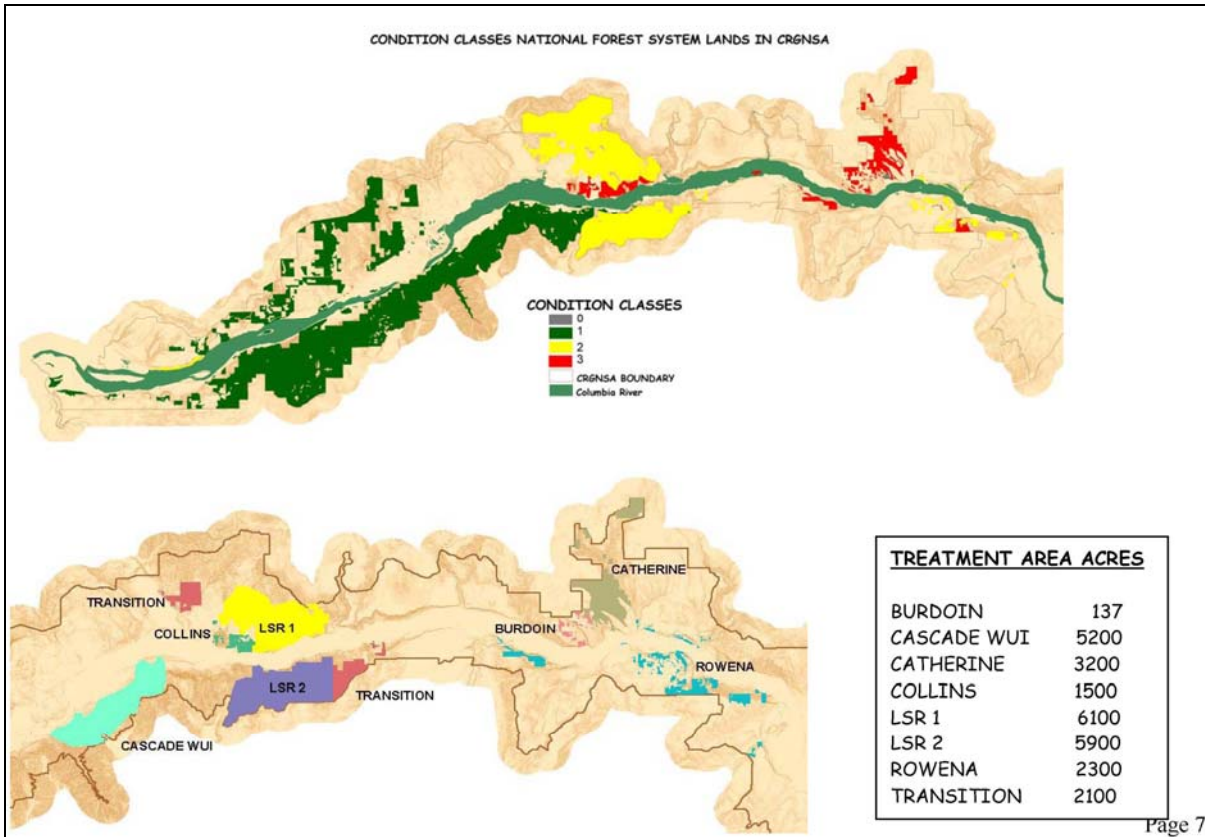 CONDITION CLASSES NATIONAL FOREST SYSTEM LANDS IN CRGNSA
CONDITION CLASSES
0
1
2
3
CRGNSA BOUNDARY
Columbia River
CATHERINE
TRANSITION
COLLINS
LSR 1
BURDOIN
ROWENA
LSR 2
TRANSITION
CASCADE WUI
TREATMENT AREA ACRES
BURDOIN 137
CASCADE WUI 5200
CATHERINE 3200
COLLINS 1500
LSR 1 6100
LSR 2 5900
ROWENA 2300
TRANSITION 2100
Page 7